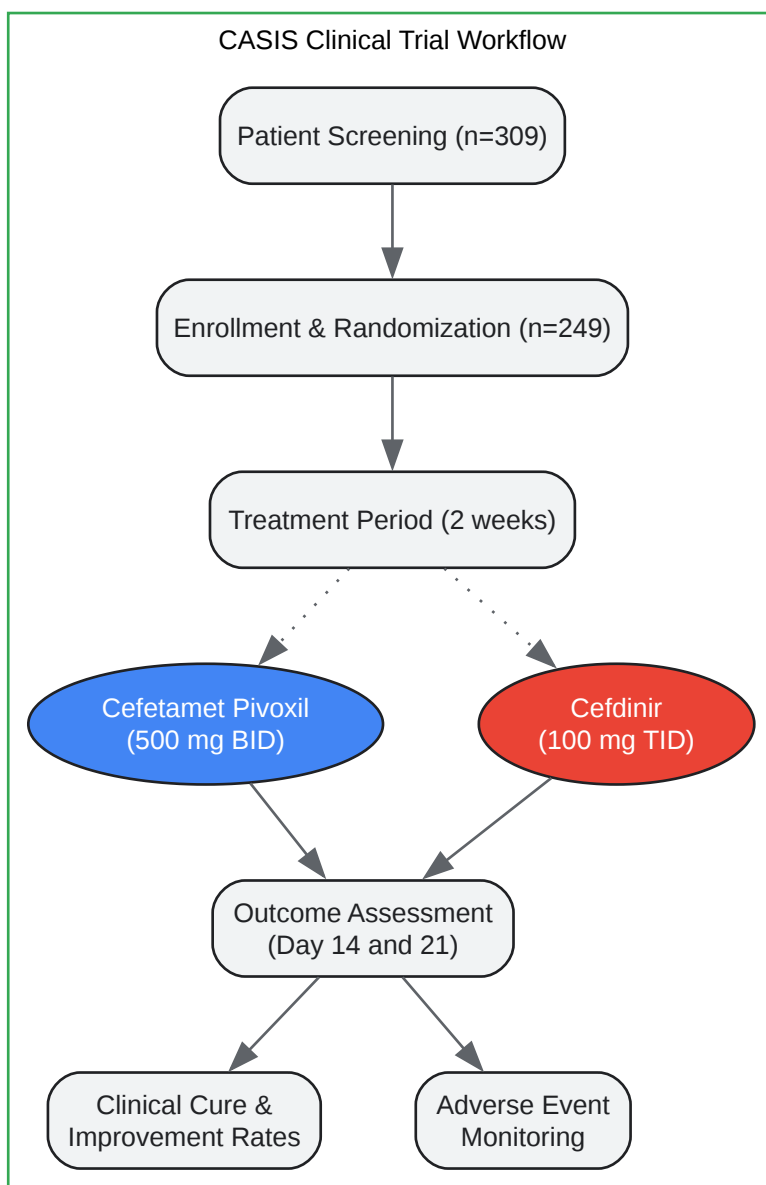 CASIS Clinical Trial Workflow
Patient Screening (n=309)
Enrollment & Randomization (n=249)
Treatment Period (2 weeks)
Cefetamet Pivoxil
(500 mg BID)
Cefdinir
(100 mg TID)
Outcome Assessment
(Day 14 and 21)
Clinical Cure &
Improvement Rates
Adverse Event
Monitoring